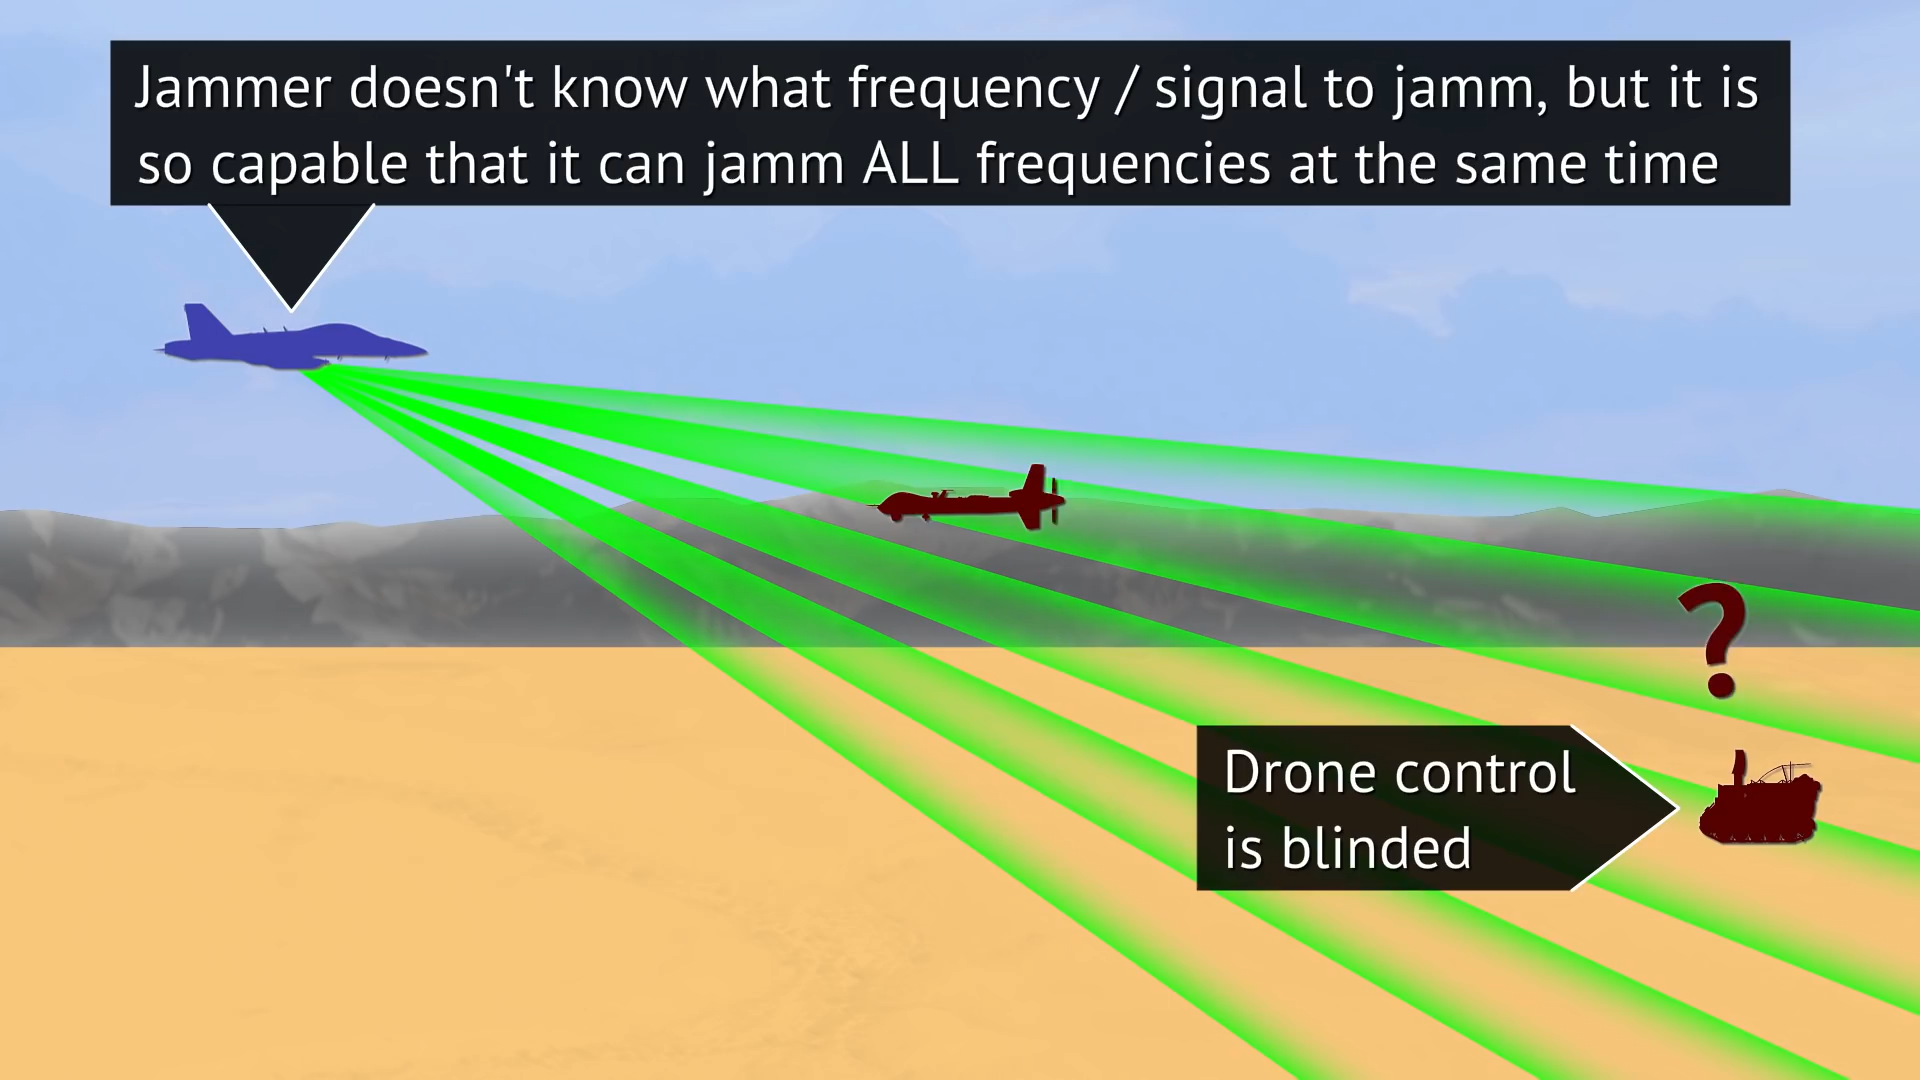 Jammer doesn't know what frequency / signal to jamm, but it is
so capable that it can jamm ALL frequencies at the same time
?
Drone control
is blinded